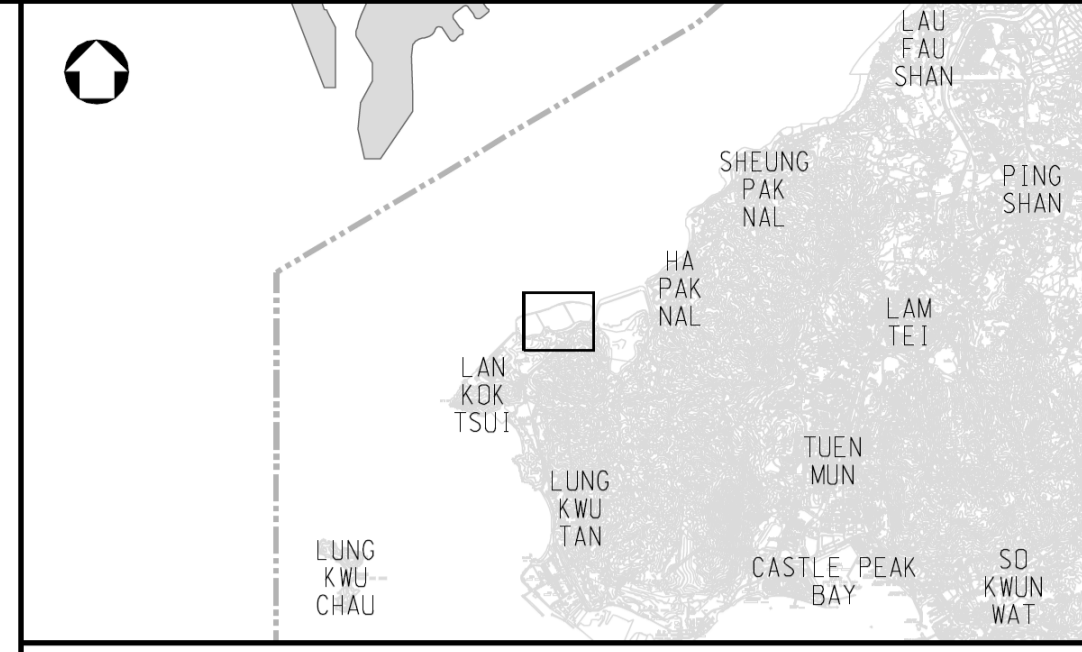 LAU
FAU
SHAN
SHEUNG
PAK
NAL
PING
SHAN
HA
PAK
NAL
LAM
TEI
LAN
KOK
TSUI
TUEN
MUN
LUNG
KWU
TAN
LUNG
KWU
CHAU
CASTLE PEAK
BAY
SO
KWUN
WAT